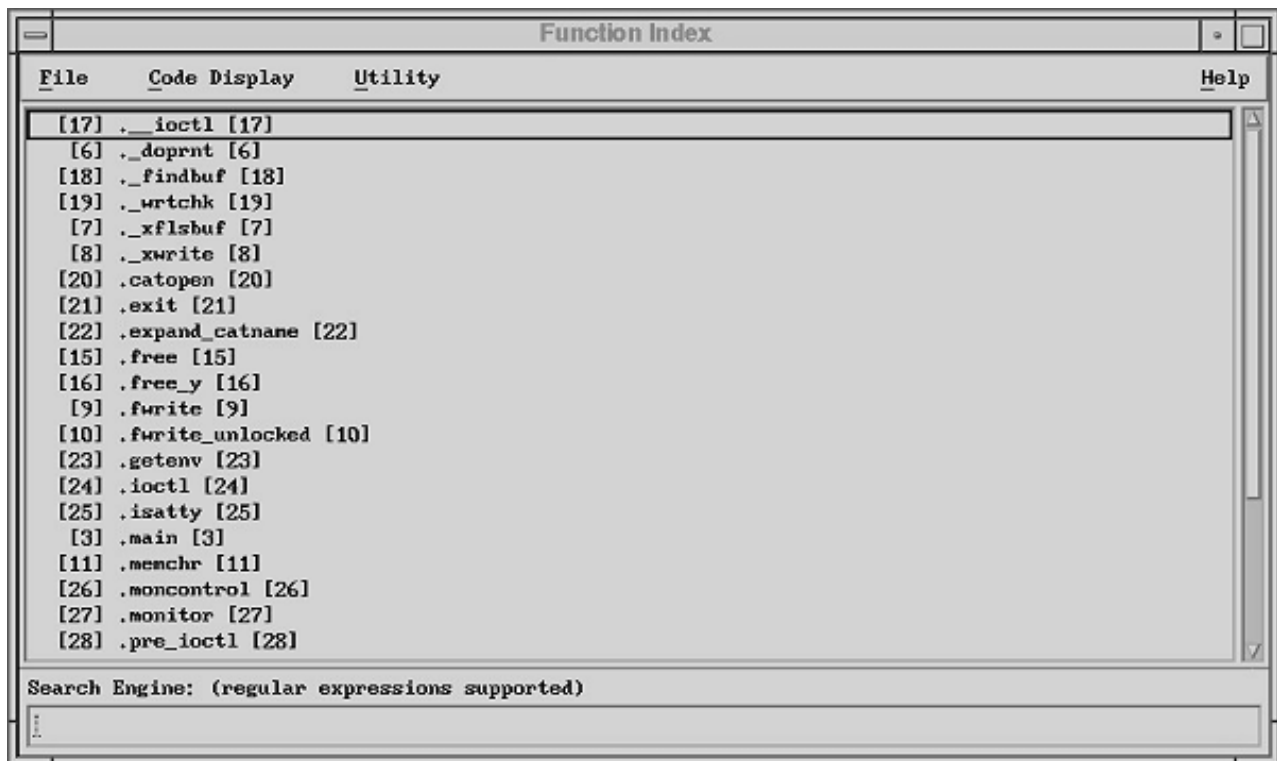 Function Index
File Code Display Utility Help
[17] .__ioctl [17]
[6] ._doprnt [6]
[18] ._findbuf [18]
[19] ._wrtchk [19]
[7] ._xflsbuf [7]
[8] ._xwrite [8]
[20] .catopen [20]
[21] .exit [21]
[22] .expand_catname [22]
[15] .free [15]
[16] .free_y [16]
[9] .fwrite [9]
[10] .fwrite_unlocked [10]
[23] .getenv [23]
[24] .ioctl [24]
[25] .isatty [25]
[3] .main [3]
[11] .memchr [11]
[26] .moncontrol [26]
[27] .monitor [27]
[28] .pre_ioctl [28]
Search Engine: (regular expressions supported)